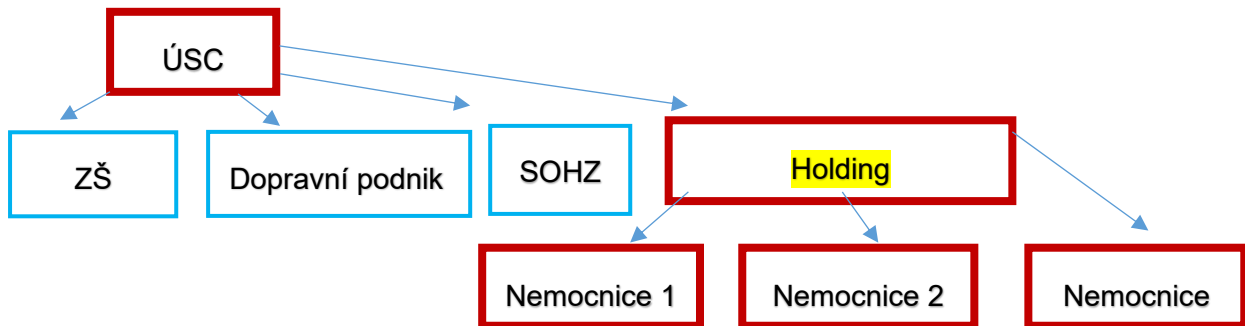 ÚSC
ZŠ
Dopravní podnik
SOHZ
Holding
Nemocnice 1
Nemocnice 2
Nemocnice